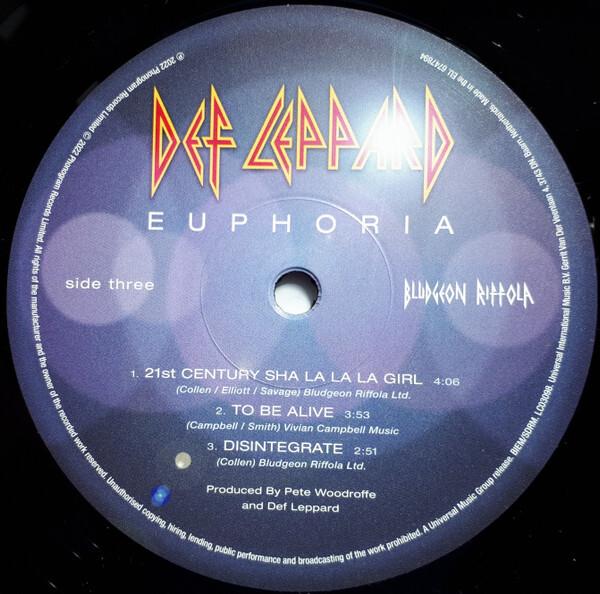 DEF LEPPARD
EUPHORIA
side three
BLUDGEON RIFFOLA
1. 21st CENTURY SHA LA LA LA GIRL 4:06
(Collen / Elliott / Savage) Bludgeon Riffola Ltd.
2. TO BE ALIVE 3:53
(Campbell / Smith) Vivian Campbell Music
3. DISINTEGRATE 2:51
(Collen) Bludgeon Riffola Ltd.
Produced By Pete Woodroffe
and Def Leppard
℗ 2022 Phonogram Records Limited © 2022 Phonogram Records Limited. All rights of the manufacturer and the owner of the recorded work reserved. Unauthorised copying, hiring, lending, public performance and broadcasting of the work prohibited. A Universal Music Group release. BIEM/SDRM. LC03098. Universal International Music B.V. Gerrit Van Der Veenlaan 4, 3743 DN, Baarn, Netherlands. Made in the EU. 6747894